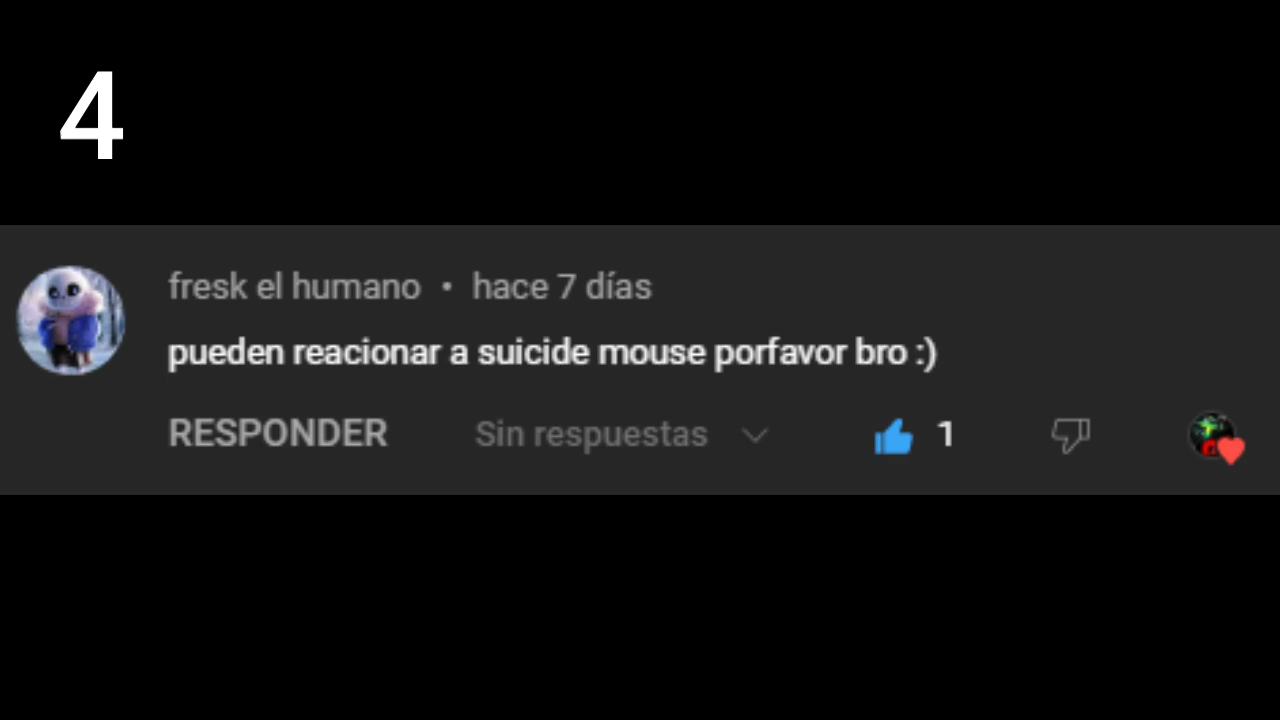 4
fresk el humano • hace 7 días
pueden reacionar a suicide mouse porfavor bro :)
RESPONDER Sin respuestas 1